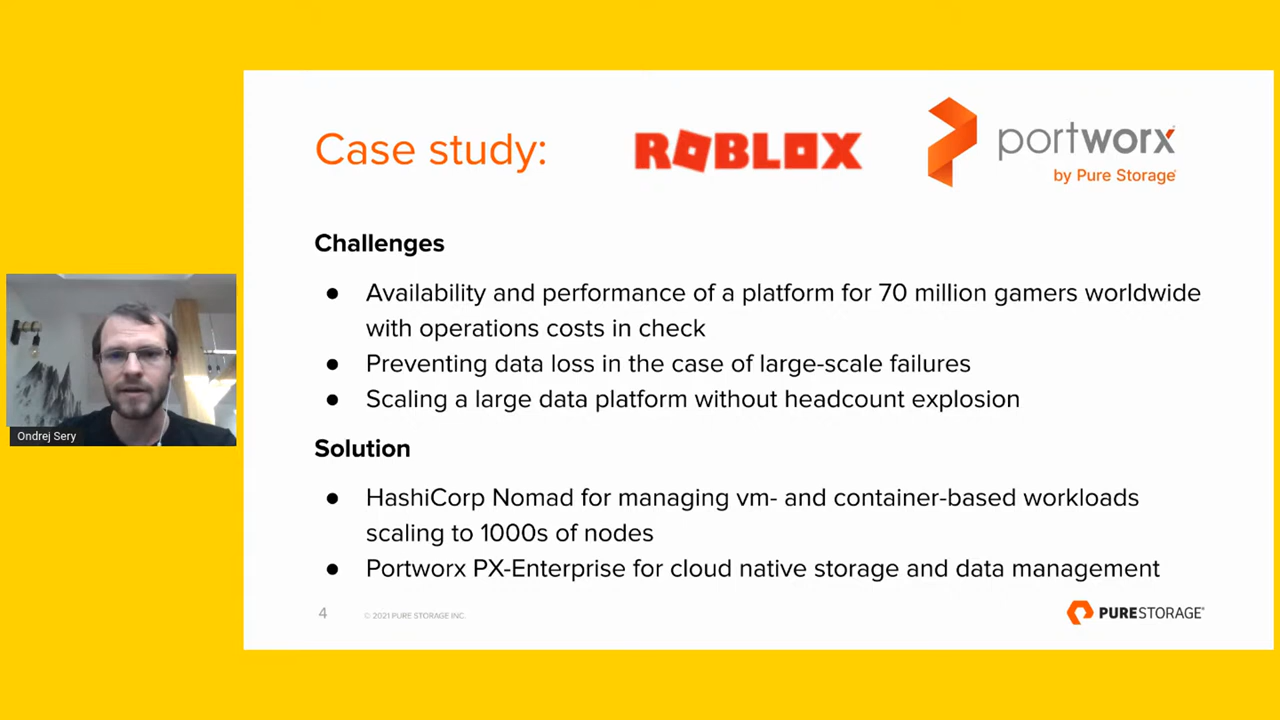 Case study:
ROBLOX
portworx
by Pure Storage
Challenges
● Availability and performance of a platform for 70 million gamers worldwide
with operations costs in check
● Preventing data loss in the case of large-scale failures
● Scaling a large data platform without headcount explosion
Solution
● HashiCorp Nomad for managing vm- and container-based workloads
scaling to 1000s of nodes
● Portworx PX-Enterprise for cloud native storage and data management
4
© 2021 PURE STORAGE INC.
PURESTORAGE®
Ondrej Sery